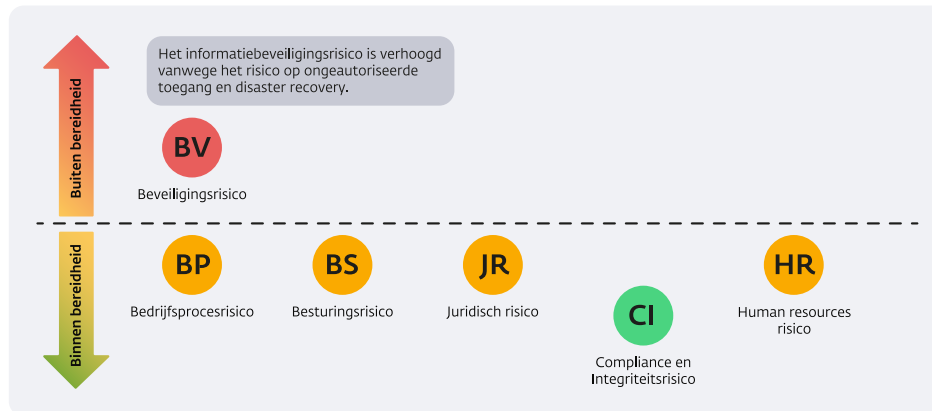 Buiten bereidheid
Het informatiebeveiligingsrisico is verhoogd
vanwege het risico op ongeautoriseerde
toegang en disaster recovery.
BV
Beveiligingsrisico
Binnen bereidheid
BP
Bedrijfsprocesrisico
BS
Besturingsrisico
JR
Juridisch risico
CI
Compliance en
Integriteitsrisico
HR
Human resources
risico